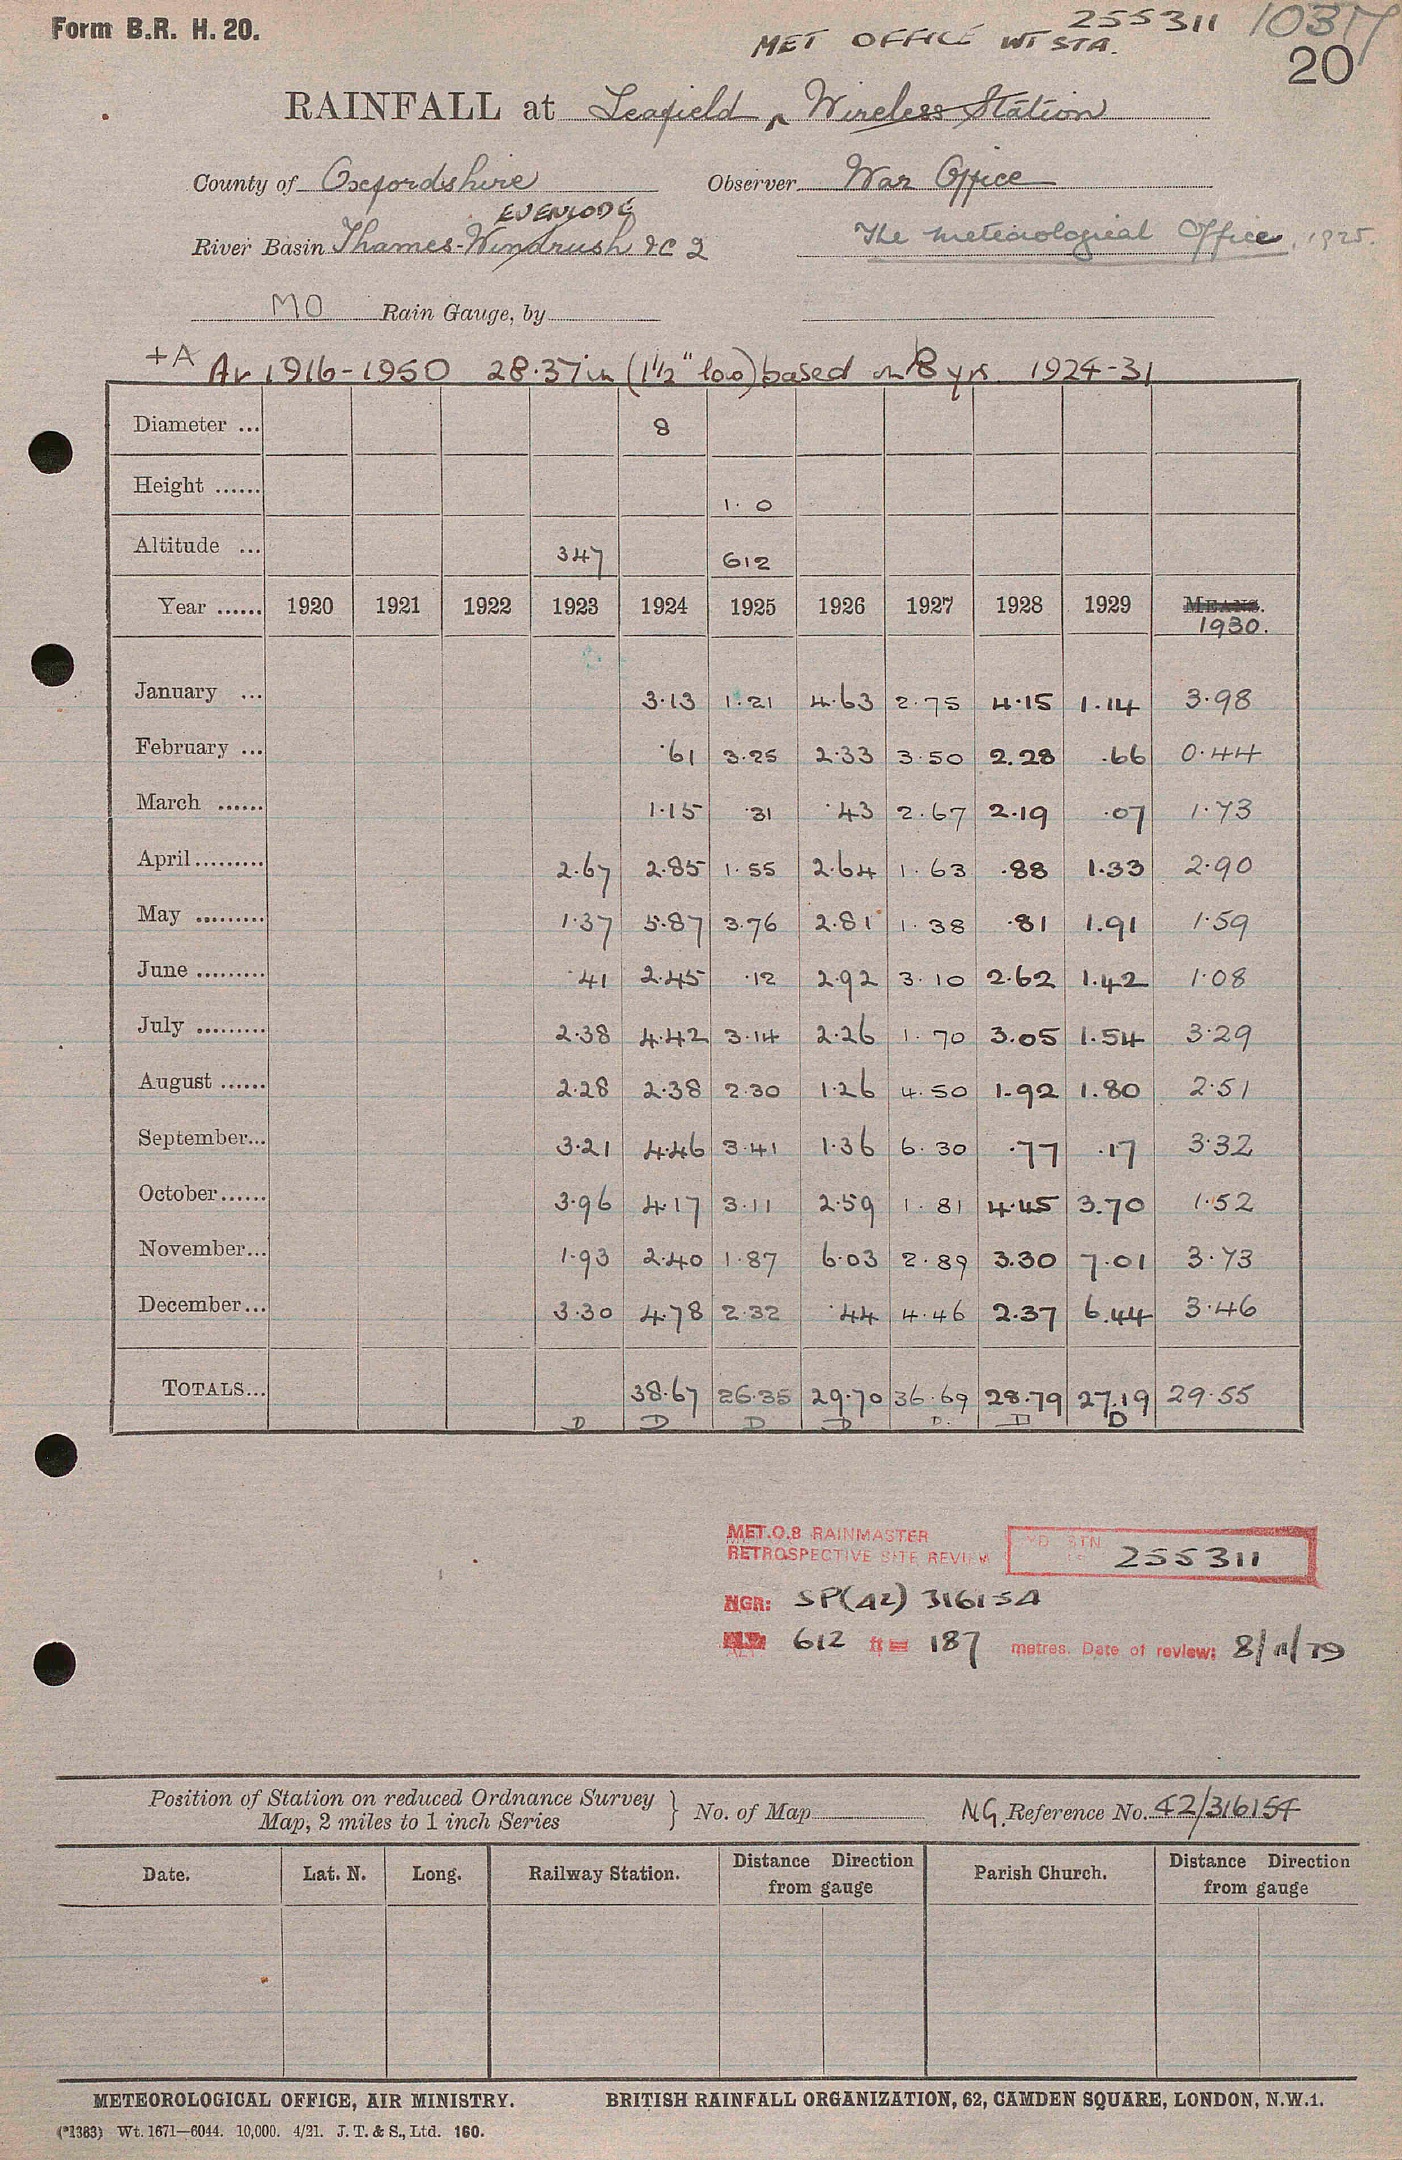 Form B.R. H. 20.
255311 1037
MET OFFICE WT STA.
20
RAINFALL at Leafield Wireless Station
County of Oxfordshire Observer War Office
EVENLODE
River Basin Thames-Windrush &C 2 The Meteorological Office, 1925.
MO Rain Gauge, by
+A Av 1916-1950 28.37 in (1½" low) based on 8 yrs. 1924-31
Diameter ... 8
Height ...... 1.0
Altitude ... 347 612
Year ...... 1920 1921 1922 1923 1924 1925 1926 1927 1928 1929 MEANS.
1930.
January ... 3.13 1.21 4.63 2.75 4.15 1.14 3.98
February ... .61 3.25 2.33 3.50 2.28 .66 0.44
March ...... 1.15 .31 .43 2.67 2.19 .07 1.73
April......... 2.67 2.85 1.55 2.64 1.63 .88 1.33 2.90
May ......... 1.37 5.87 3.76 2.81 1.38 .81 1.91 1.59
June ......... .41 2.45 .12 2.92 3.10 2.62 1.42 1.08
July ......... 2.38 4.42 3.14 2.26 1.70 3.05 1.54 3.29
August ...... 2.28 2.38 2.30 1.26 4.50 1.92 1.80 2.51
September... 3.21 4.46 3.41 1.36 6.30 .77 .17 3.32
October...... 3.96 4.17 3.11 2.59 1.81 4.45 3.70 1.52
November... 1.93 2.40 1.87 6.03 2.89 3.30 7.01 3.73
December... 3.30 4.78 2.32 .44 4.46 2.37 6.44 3.46
TOTALS... 38.67 26.35 29.70 36.69 28.79 27.19 29.55
D D D D D. D D
MET.O.8 RAINMASTER
RETROSPECTIVE SITE REVIEW STN 255311
NGR: SP(42) 316154
ALT 612 ft = 187 metres. Date of review: 8/11/79
Position of Station on reduced Ordnance Survey
Map, 2 miles to 1 inch Series } No. of Map N.G. Reference No. 42/316154
Date. Lat. N. Long. Railway Station. Distance Direction from gauge Parish Church. Distance Direction from gauge
METEOROLOGICAL OFFICE, AIR MINISTRY. BRITISH RAINFALL ORGANIZATION, 62, CAMDEN SQUARE, LONDON, N.W.1.
(*1383) Wt. 1671—6044. 10,000. 4/21. J. T. & S., Ltd. 160.